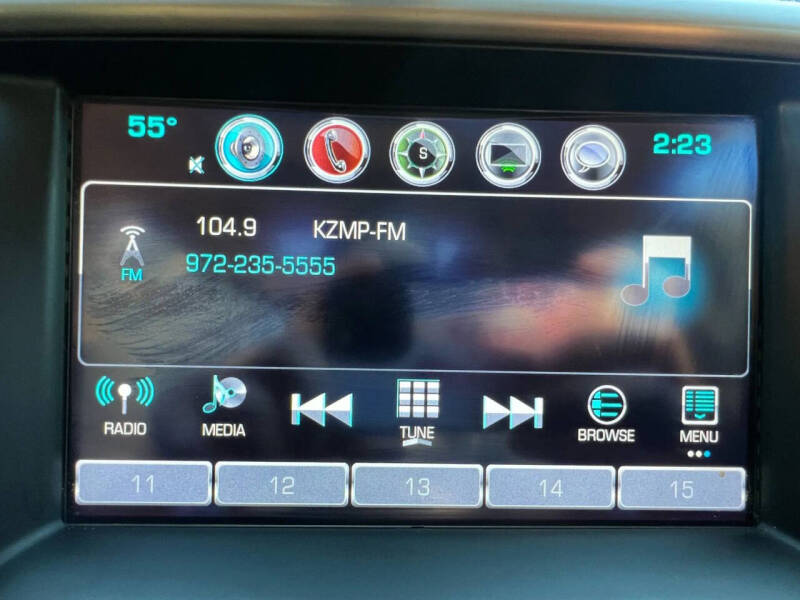 55° 2:23
S
104.9 KZMP-FM
FM 972-235-5555
RADIO MEDIA TUNE BROWSE MENU
11 12 13 14 15